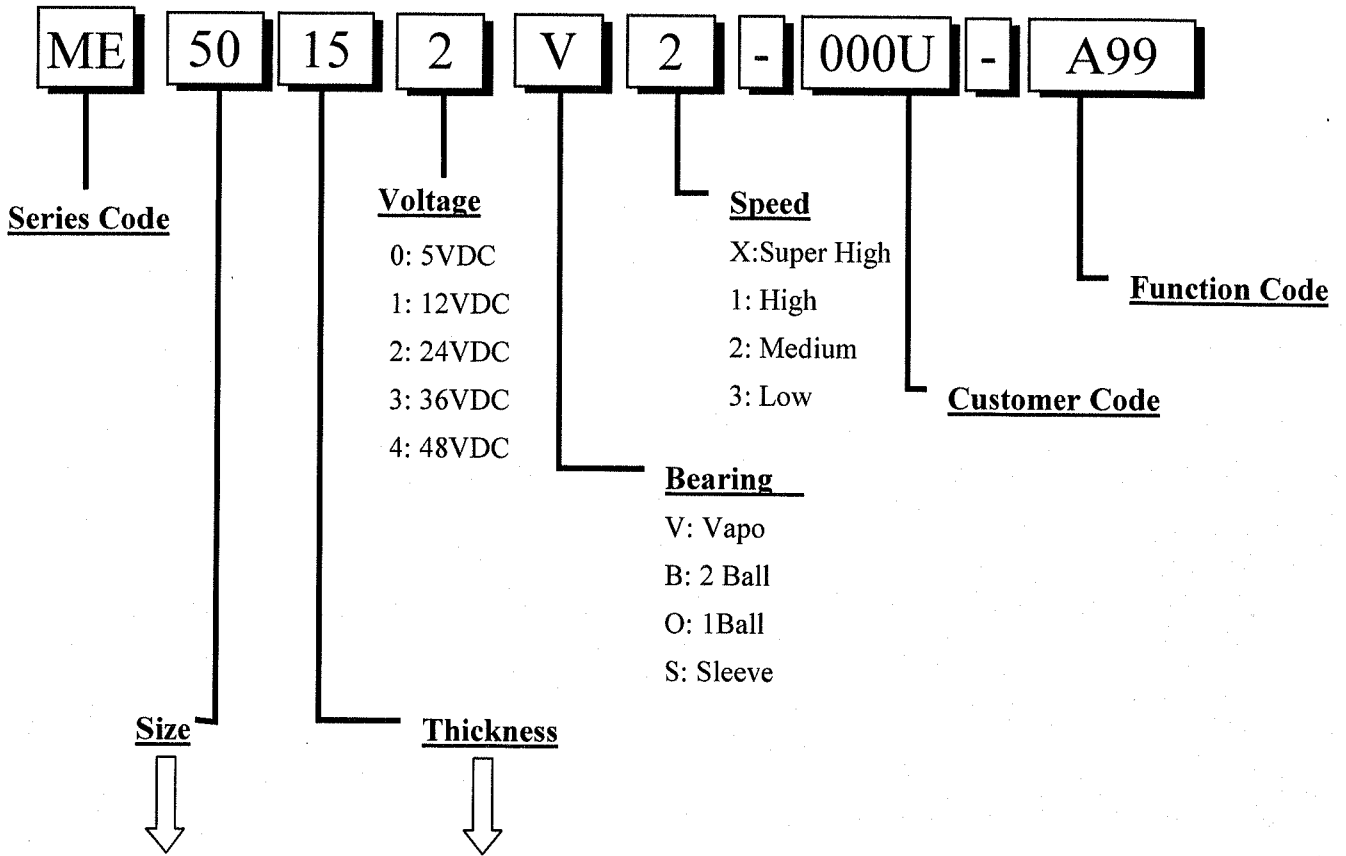 ME 50 15 2 V 2 - 000U - A99
Series Code
Voltage
0: 5VDC
1: 12VDC
2: 24VDC
3: 36VDC
4: 48VDC
Speed
X:Super High
1: High
2: Medium
3: Low
Function Code
Customer Code
Bearing
V: Vapo
B: 2 Ball
O: 1Ball
S: Sleeve
Size
Thickness